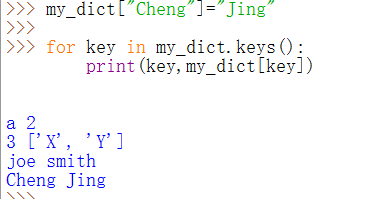 >>> my_dict["Cheng"]="Jing"
>>>
>>> for key in my_dict.keys():
        print(key,my_dict[key])
a 2
3 ['X', 'Y']
joe smith
Cheng Jing
>>>